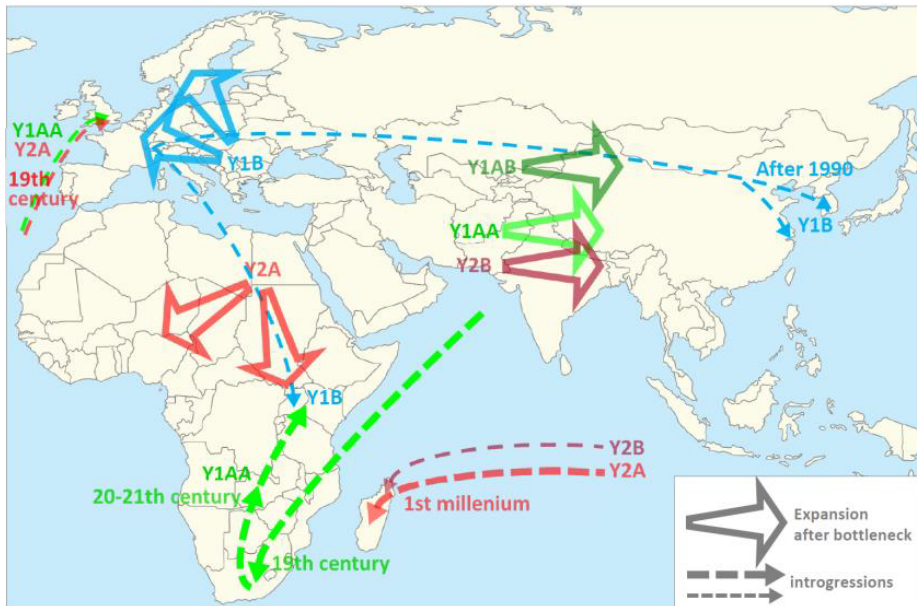 Y1AA
Y2A
19th
century
Y1B
Y1AB
After 1990
Y1B
Y1AA
Y2B
Y2A
Y1B
Y1AA
20-21th century
19th century
Y2B
Y2A
1st millenium
Expansion
after bottleneck
introgressions